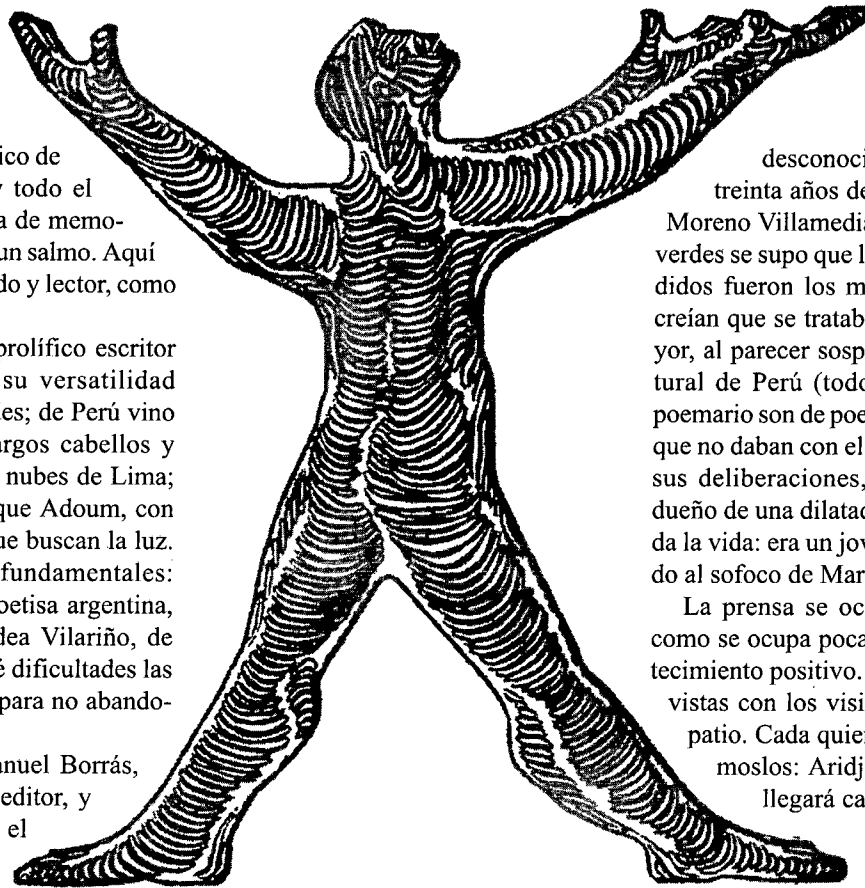 ico de
y todo el
a de memo-
un salmo. Aquí
do y lector, como
prolífico escritor
su versatilidad
es; de Perú vino
argos cabellos y
nubes de Lima;
que Adoum, con
ue buscan la luz.
fundamentales:
oetisa argentina,
dea Vilariño, de
é dificultades las
para no abando-
anuel Borrás,
editor, y
el
desconoci
treinta años de
Moreno Villamedia
verdes se supo que l
didos fueron los m
creían que se tratab
yor, al parecer sosp
tural de Perú (todo
poemario son de poe
que no daban con el
sus deliberaciones,
dueño de una dilatad
da la vida: era un jov
do al sofoco de Mar
La prensa se oc
como se ocupa poca
tecimiento positivo.
vistas con los visi
patio. Cada quien
moslos: Aridj
llegará ca